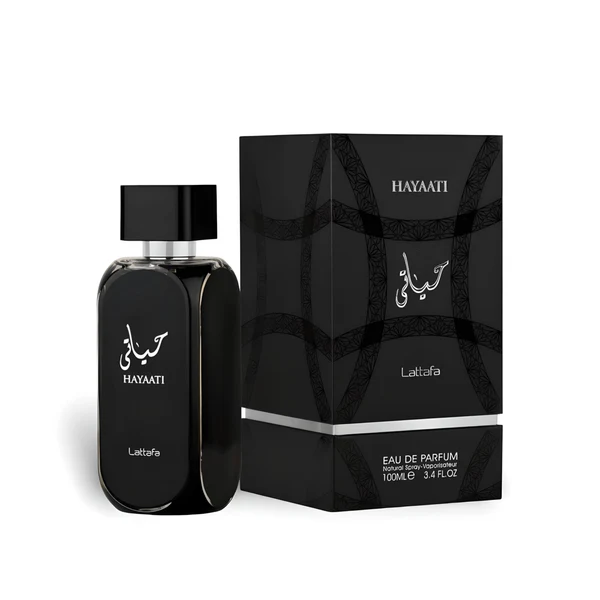 حياتي
HAYAATI
Lattafa
HAYAATI
حياتي
Lattafa
EAU DE PARFUM
Natural Spray-Vaporisateur
100ML℮ 3.4 FL.OZ